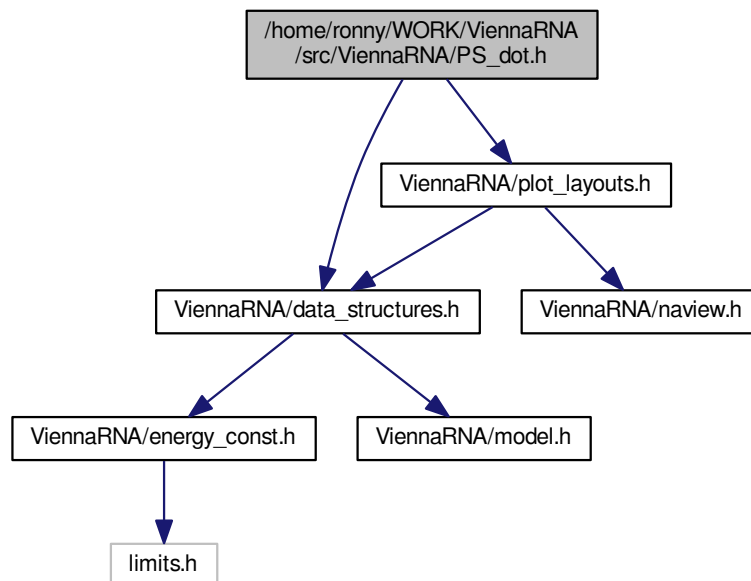 /home/ronny/WORK/ViennaRNA
/src/ViennaRNA/PS_dot.h
ViennaRNA/plot_layouts.h
ViennaRNA/data_structures.h
ViennaRNA/naview.h
ViennaRNA/energy_const.h
ViennaRNA/model.h
limits.h